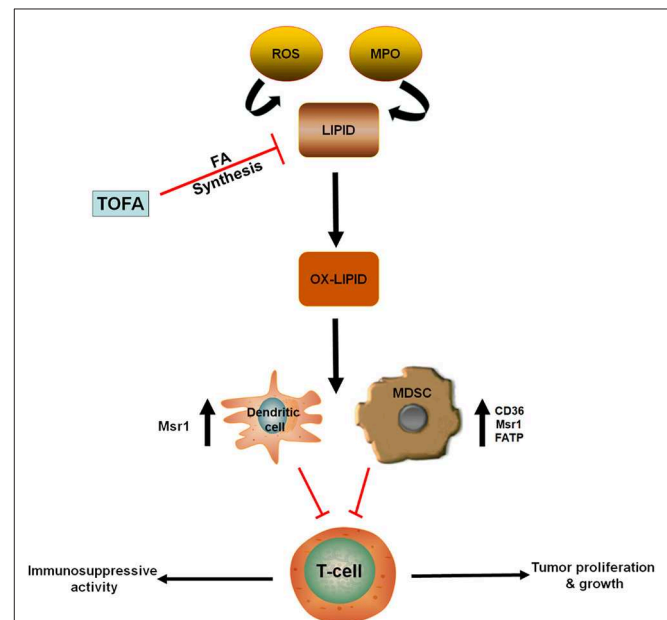 ROS
MPO
LIPID
FA
Synthesis
TOFA
OX-LIPID
Msr1
Dendritic
cell
MDSC
CD36
Msr1
FATP
T-cell
Immunosuppressive
activity
Tumor proliferation
& growth